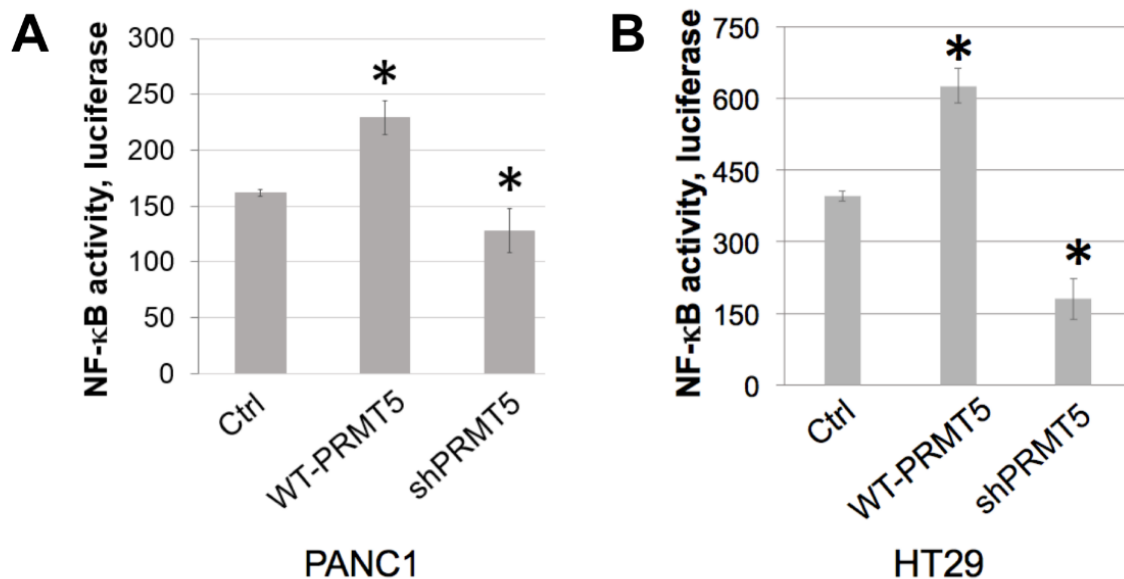 A
NF-κB activity, luciferase
300
250
200
150
100
50
0
*
*
Ctrl
WT-PRMT5
shPRMT5
PANC1
B
NF-κB activity, luciferase
750
600
450
300
150
0
*
*
Ctrl
WT-PRMT5
shPRMT5
HT29